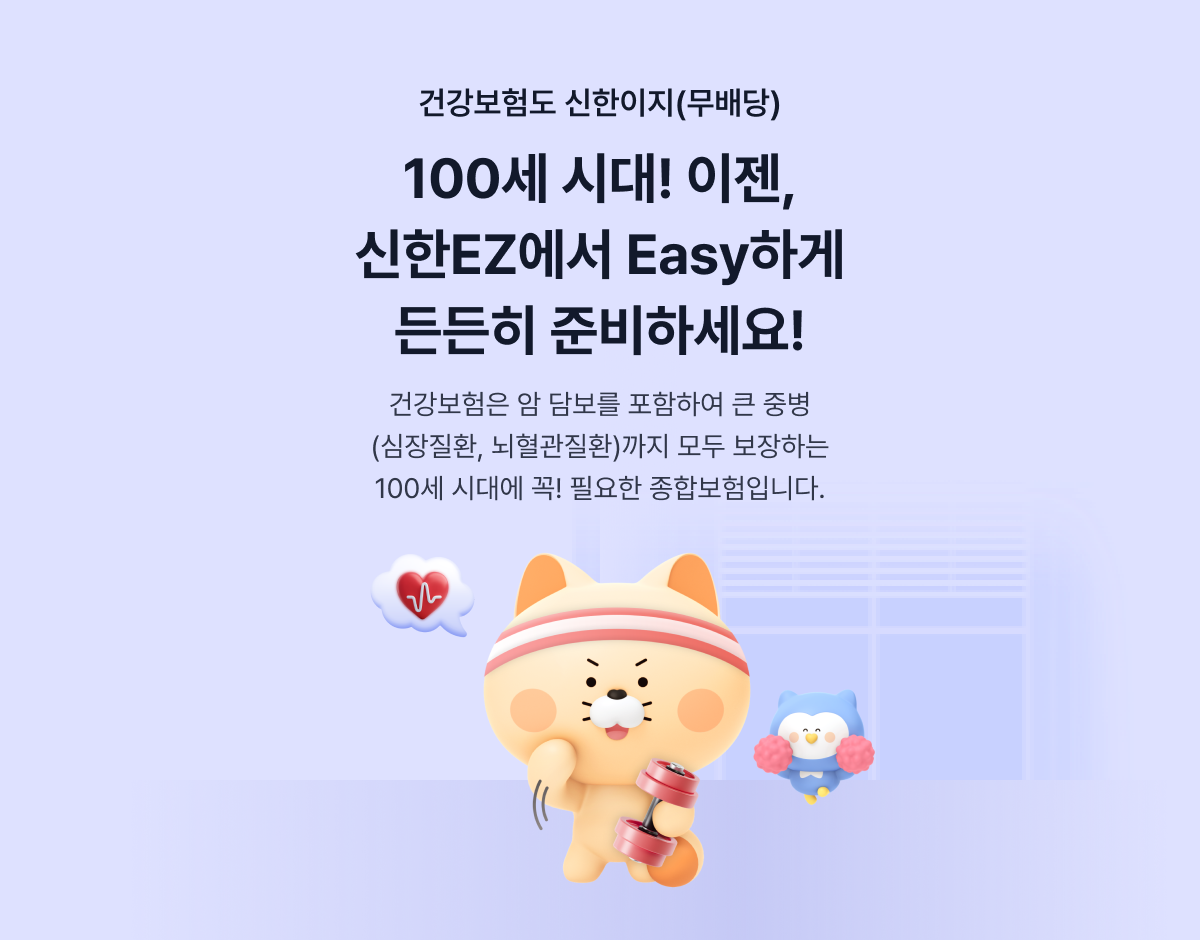 건강보험도 신한이지(무배당)
100세 시대! 이젠,
신한EZ에서 Easy하게
든든히 준비하세요!
건강보험은 암 담보를 포함하여 큰 중병
(심장질환, 뇌혈관질환)까지 모두 보장하는
100세 시대에 꼭! 필요한 종합보험입니다.